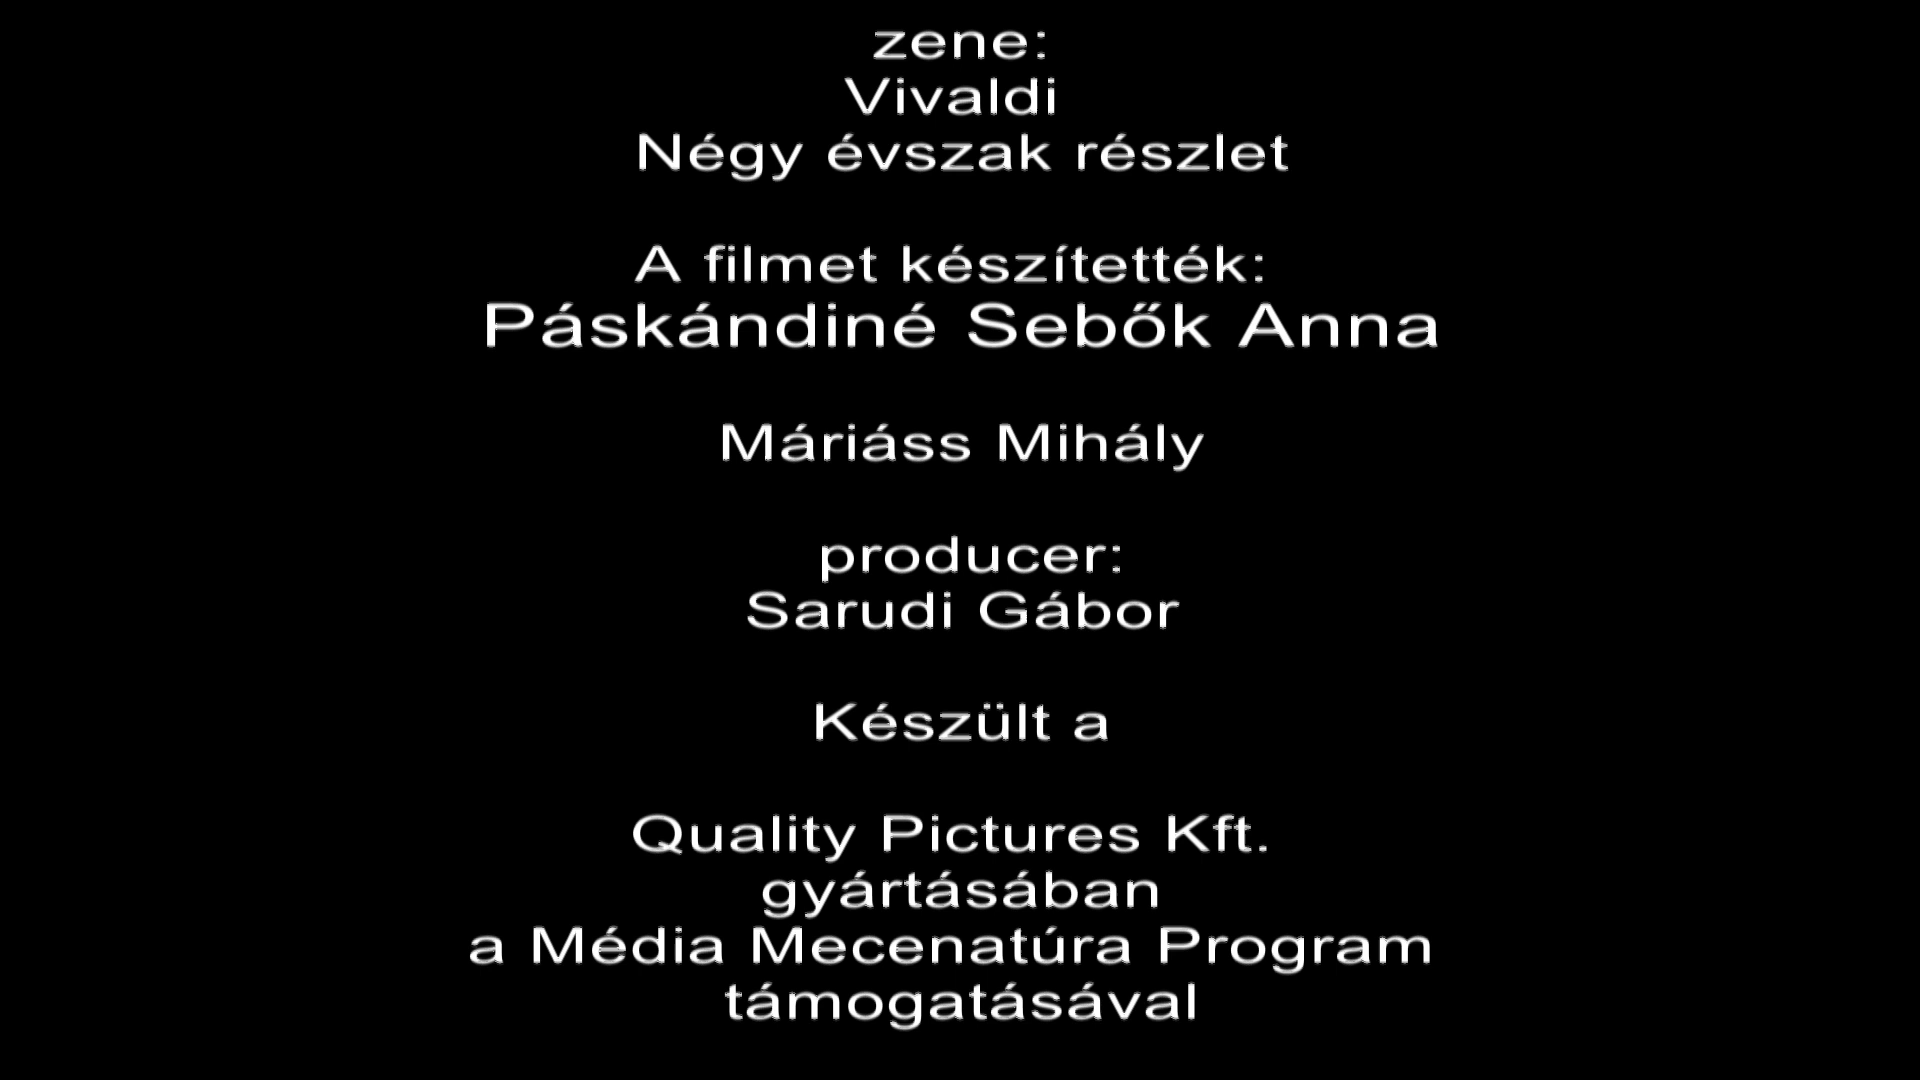 zene:
Vivaldi
Négy évszak részlet
A filmet készítették:
Páskándiné Sebők Anna
Máriáss Mihály
producer:
Sarudi Gábor
Készült a
Quality Pictures Kft.
gyártásában
a Média Mecenatúra Program
támogatásával